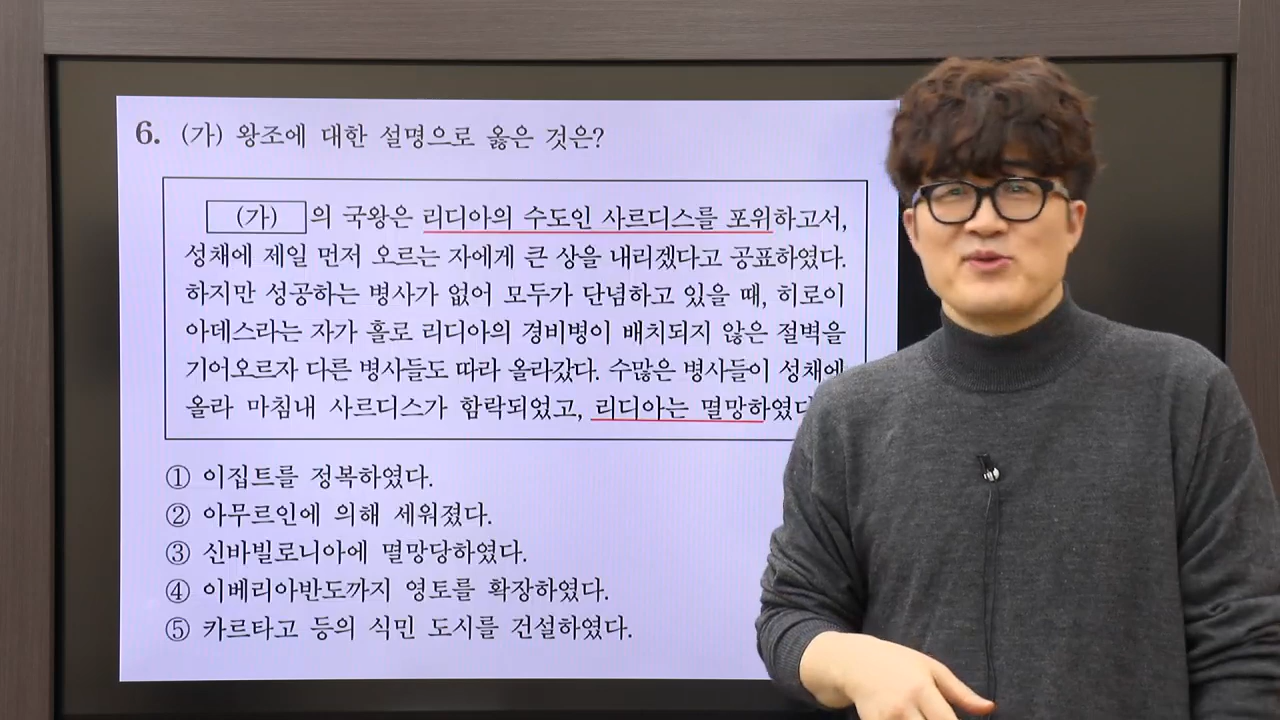 6. (가) 왕조에 대한 설명으로 옳은 것은?
(가) 의 국왕은 리디아의 수도인 사르디스를 포위하고서,
성채에 제일 먼저 오르는 자에게 큰 상을 내리겠다고 공표하였다.
하지만 성공하는 병사가 없어 모두가 단념하고 있을 때, 히로이
아데스라는 자가 홀로 리디아의 경비병이 배치되지 않은 절벽을
기어오르자 다른 병사들도 따라 올라갔다. 수많은 병사들이 성채에
올라 마침내 사르디스가 함락되었고, 리디아는 멸망하였다
① 이집트를 정복하였다.
② 아무르인에 의해 세워졌다.
③ 신바빌로니아에 멸망당하였다.
④ 이베리아반도까지 영토를 확장하였다.
⑤ 카르타고 등의 식민 도시를 건설하였다.